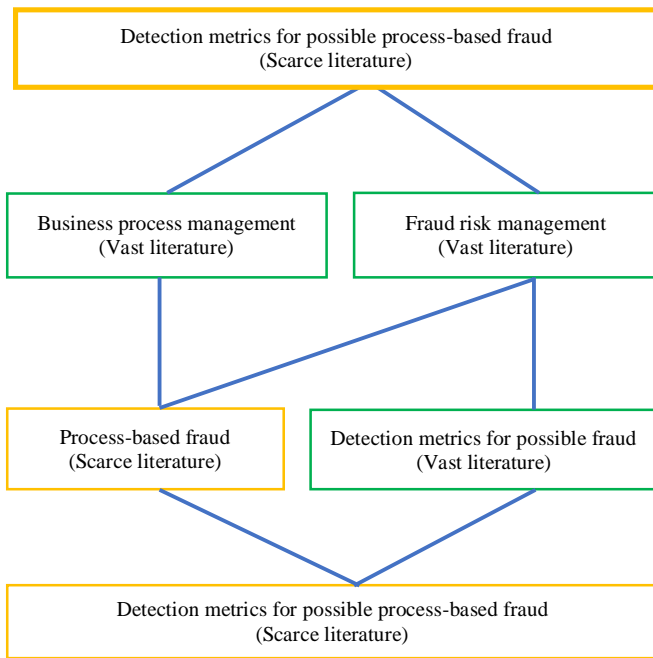 Detection metrics for possible process-based fraud
(Scarce literature)
Business process management
(Vast literature)
Fraud risk management
(Vast literature)
Process-based fraud
(Scarce literature)
Detection metrics for possible fraud
(Vast literature)
Detection metrics for possible process-based fraud
(Scarce literature)